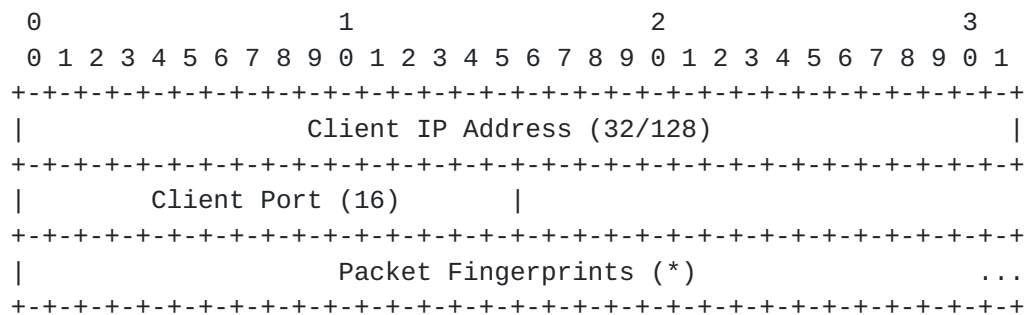 0                   1                   2                   3
 0 1 2 3 4 5 6 7 8 9 0 1 2 3 4 5 6 7 8 9 0 1 2 3 4 5 6 7 8 9 0 1
+-+-+-+-+-+-+-+-+-+-+-+-+-+-+-+-+-+-+-+-+-+-+-+-+-+-+-+-+-+-+-+-+
|                  Client IP Address (32/128)                   |
+-+-+-+-+-+-+-+-+-+-+-+-+-+-+-+-+-+-+-+-+-+-+-+-+-+-+-+-+-+-+-+-+
|        Client Port (16)       |
+-+-+-+-+-+-+-+-+-+-+-+-+-+-+-+-+-+-+-+-+-+-+-+-+-+-+-+-+-+-+-+-+
|                    Packet Fingerprints (*)                  ...
+-+-+-+-+-+-+-+-+-+-+-+-+-+-+-+-+-+-+-+-+-+-+-+-+-+-+-+-+-+-+-+-+